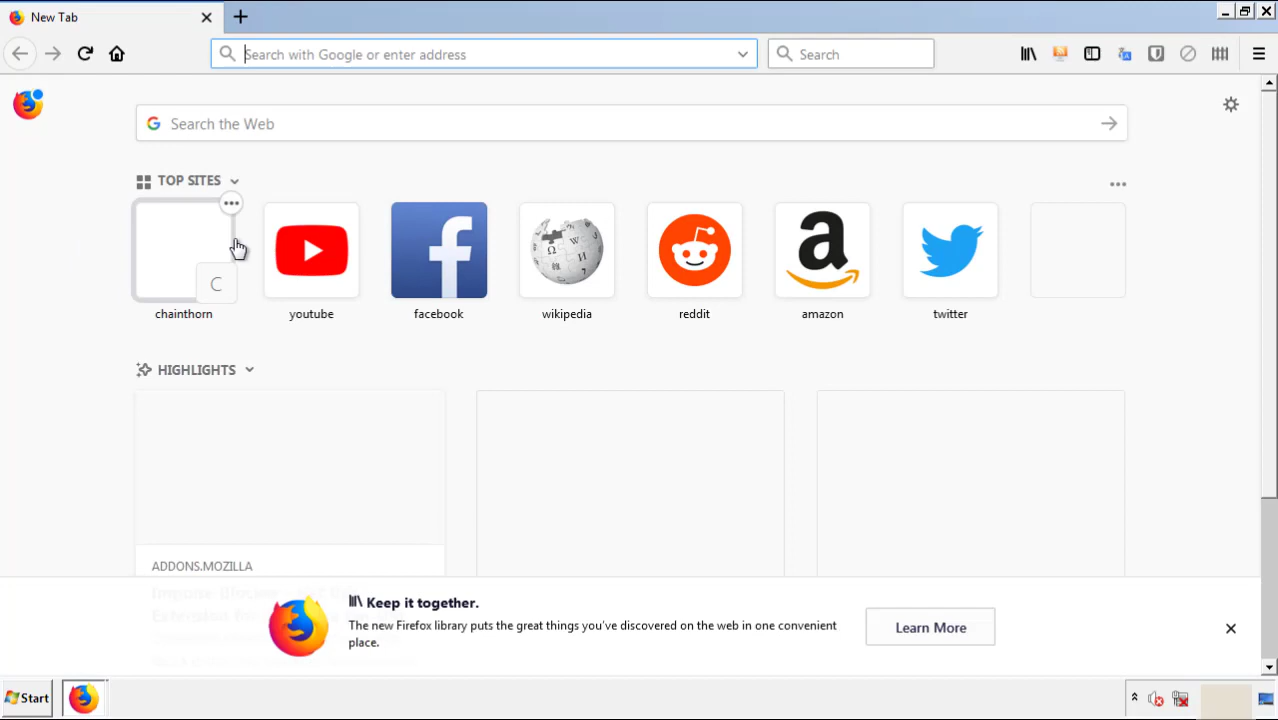 New Tab
Search with Google or enter address
Search
Search the Web
TOP SITES
C
chainthorn
youtube
facebook
wikipedia
reddit
amazon
twitter
HIGHLIGHTS
ADDONS.MOZILLA
Keep it together.
The new Firefox library puts the great things you've discovered on the web in one convenient
place.
Learn More
Start